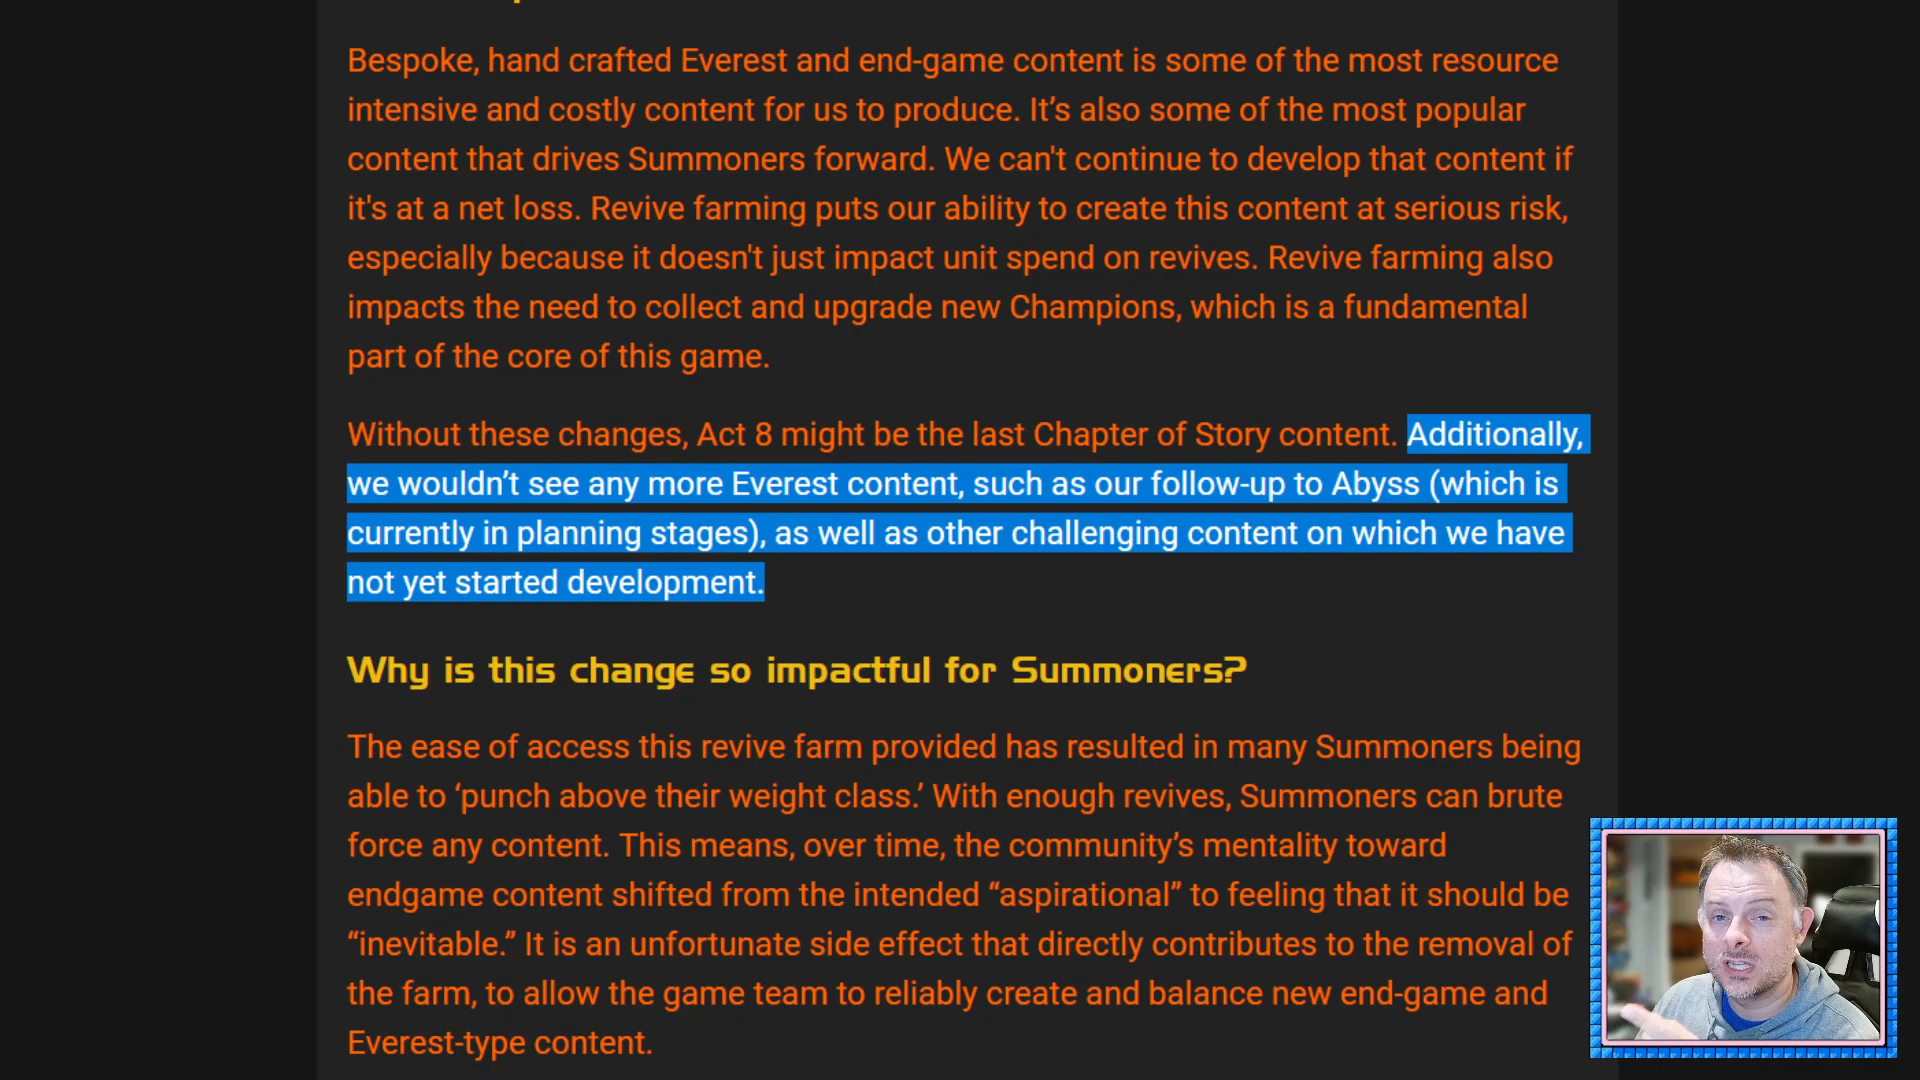 Bespoke, hand crafted Everest and end-game content is some of the most resource
intensive and costly content for us to produce. It’s also some of the most popular
content that drives Summoners forward. We can't continue to develop that content if
it's at a net loss. Revive farming puts our ability to create this content at serious risk,
especially because it doesn't just impact unit spend on revives. Revive farming also
impacts the need to collect and upgrade new Champions, which is a fundamental
part of the core of this game.
Without these changes, Act 8 might be the last Chapter of Story content. Additionally,
we wouldn’t see any more Everest content, such as our follow-up to Abyss (which is
currently in planning stages), as well as other challenging content on which we have
not yet started development.
Why is this change so impactful for Summoners?
The ease of access this revive farm provided has resulted in many Summoners being
able to ‘punch above their weight class.’ With enough revives, Summoners can brute
force any content. This means, over time, the community’s mentality toward
endgame content shifted from the intended “aspirational” to feeling that it should be
“inevitable.” It is an unfortunate side effect that directly contributes to the removal of
the farm, to allow the game team to reliably create and balance new end-game and
Everest-type content.